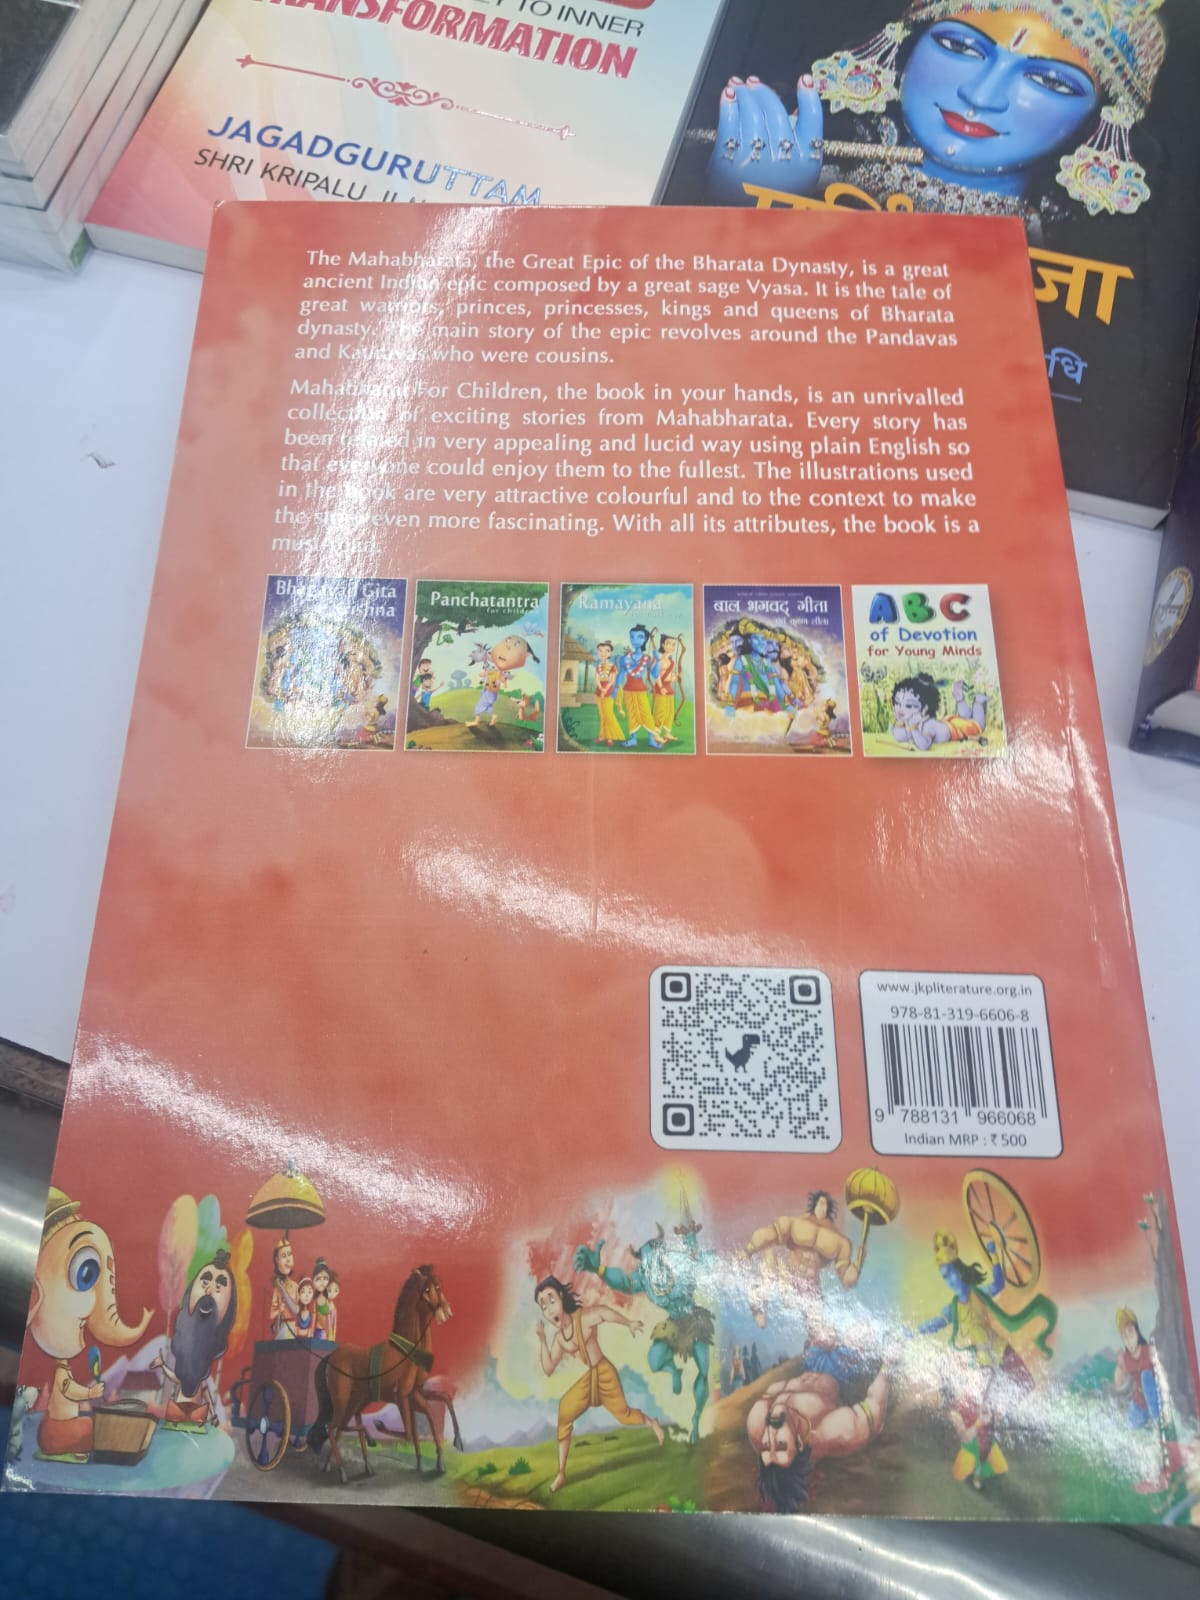 TO INNER
TRANSFORMATION
JAGADGURUTTAM
SHRI KRIPALU JI
The Mahabharata, the Great Epic of the Bharata Dynasty, is a great
ancient Indian epic composed by a great sage Vyasa. It is the tale of
great warriors, princes, princesses, kings and queens of Bharata
dynasty. The main story of the epic revolves around the Pandavas
and Kauravas who were cousins.
Mahabharat For Children, the book in your hands, is an unrivalled
collection of exciting stories from Mahabharata. Every story has
been related in very appealing and lucid way using plain English so
that everyone could enjoy them to the fullest. The illustrations used
in the book are very attractive colourful and to the context to make
the story even more fascinating. With all its attributes, the book is a
Bhagavad Gita
Krishna
Panchatantra
for children
Ramayana
बाल भगवद् गीता
एवं कृष्ण लीला
ABC
of Devotion
for Young Minds
www.jkpliterature.org.in
978-81-319-6606-8
9 788131 966068
Indian MRP : ₹ 500